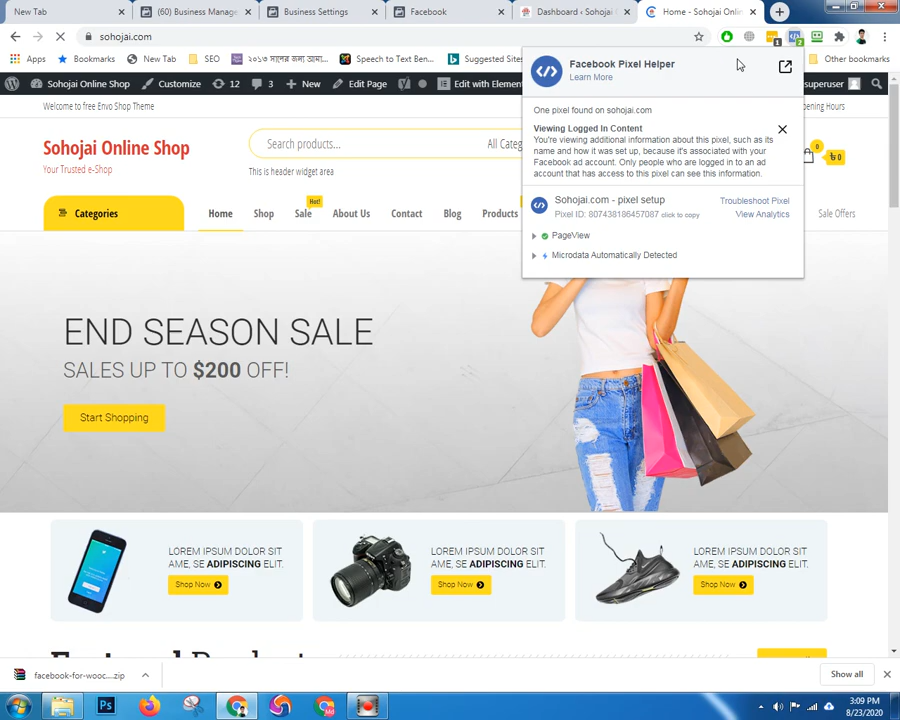 New Tab
(60) Business Manage
Business Settings
Facebook
Dashboard ‹ Sohojai
Home - Sohojai Onlin
sohojai.com
Apps
Bookmarks
New Tab
SEO
Speech to Text Ben...
Suggested Sites
Other bookmarks
Sohojai Online Shop
Customize
12
3
New
Edit Page
Edit with Elemen
superuser
Welcome to free Envo Shop Theme
ening Hours
Sohojai Online Shop
Your Trusted e-Shop
Search products...
All Categ
This is header widget area
0
৳ 0
Categories
Home
Shop
Hot!
Sale
About Us
Contact
Blog
Products
Sale Offers
Facebook Pixel Helper
Learn More
One pixel found on sohojai.com
Viewing Logged In Content
You're viewing additional information about this pixel, such as its
name and how it was set up, because it's associated with your
Facebook ad account. Only people who are logged in to an ad
account that has access to this pixel can see this information.
Sohojai.com - pixel setup
Troubleshoot Pixel
Pixel ID: 807438186457087 click to copy
View Analytics
PageView
Microdata Automatically Detected
END SEASON SALE
SALES UP TO $200 OFF!
Start Shopping
LOREM IPSUM DOLOR SIT
AME, SE ADIPISCING ELIT.
Shop Now
LOREM IPSUM DOLOR SIT
AME, SE ADIPISCING ELIT.
Shop Now
LOREM IPSUM DOLOR SIT
AME, SE ADIPISCING ELIT.
Shop Now
facebook-for-wooc....zip
Show all
3:09 PM
8/23/2020